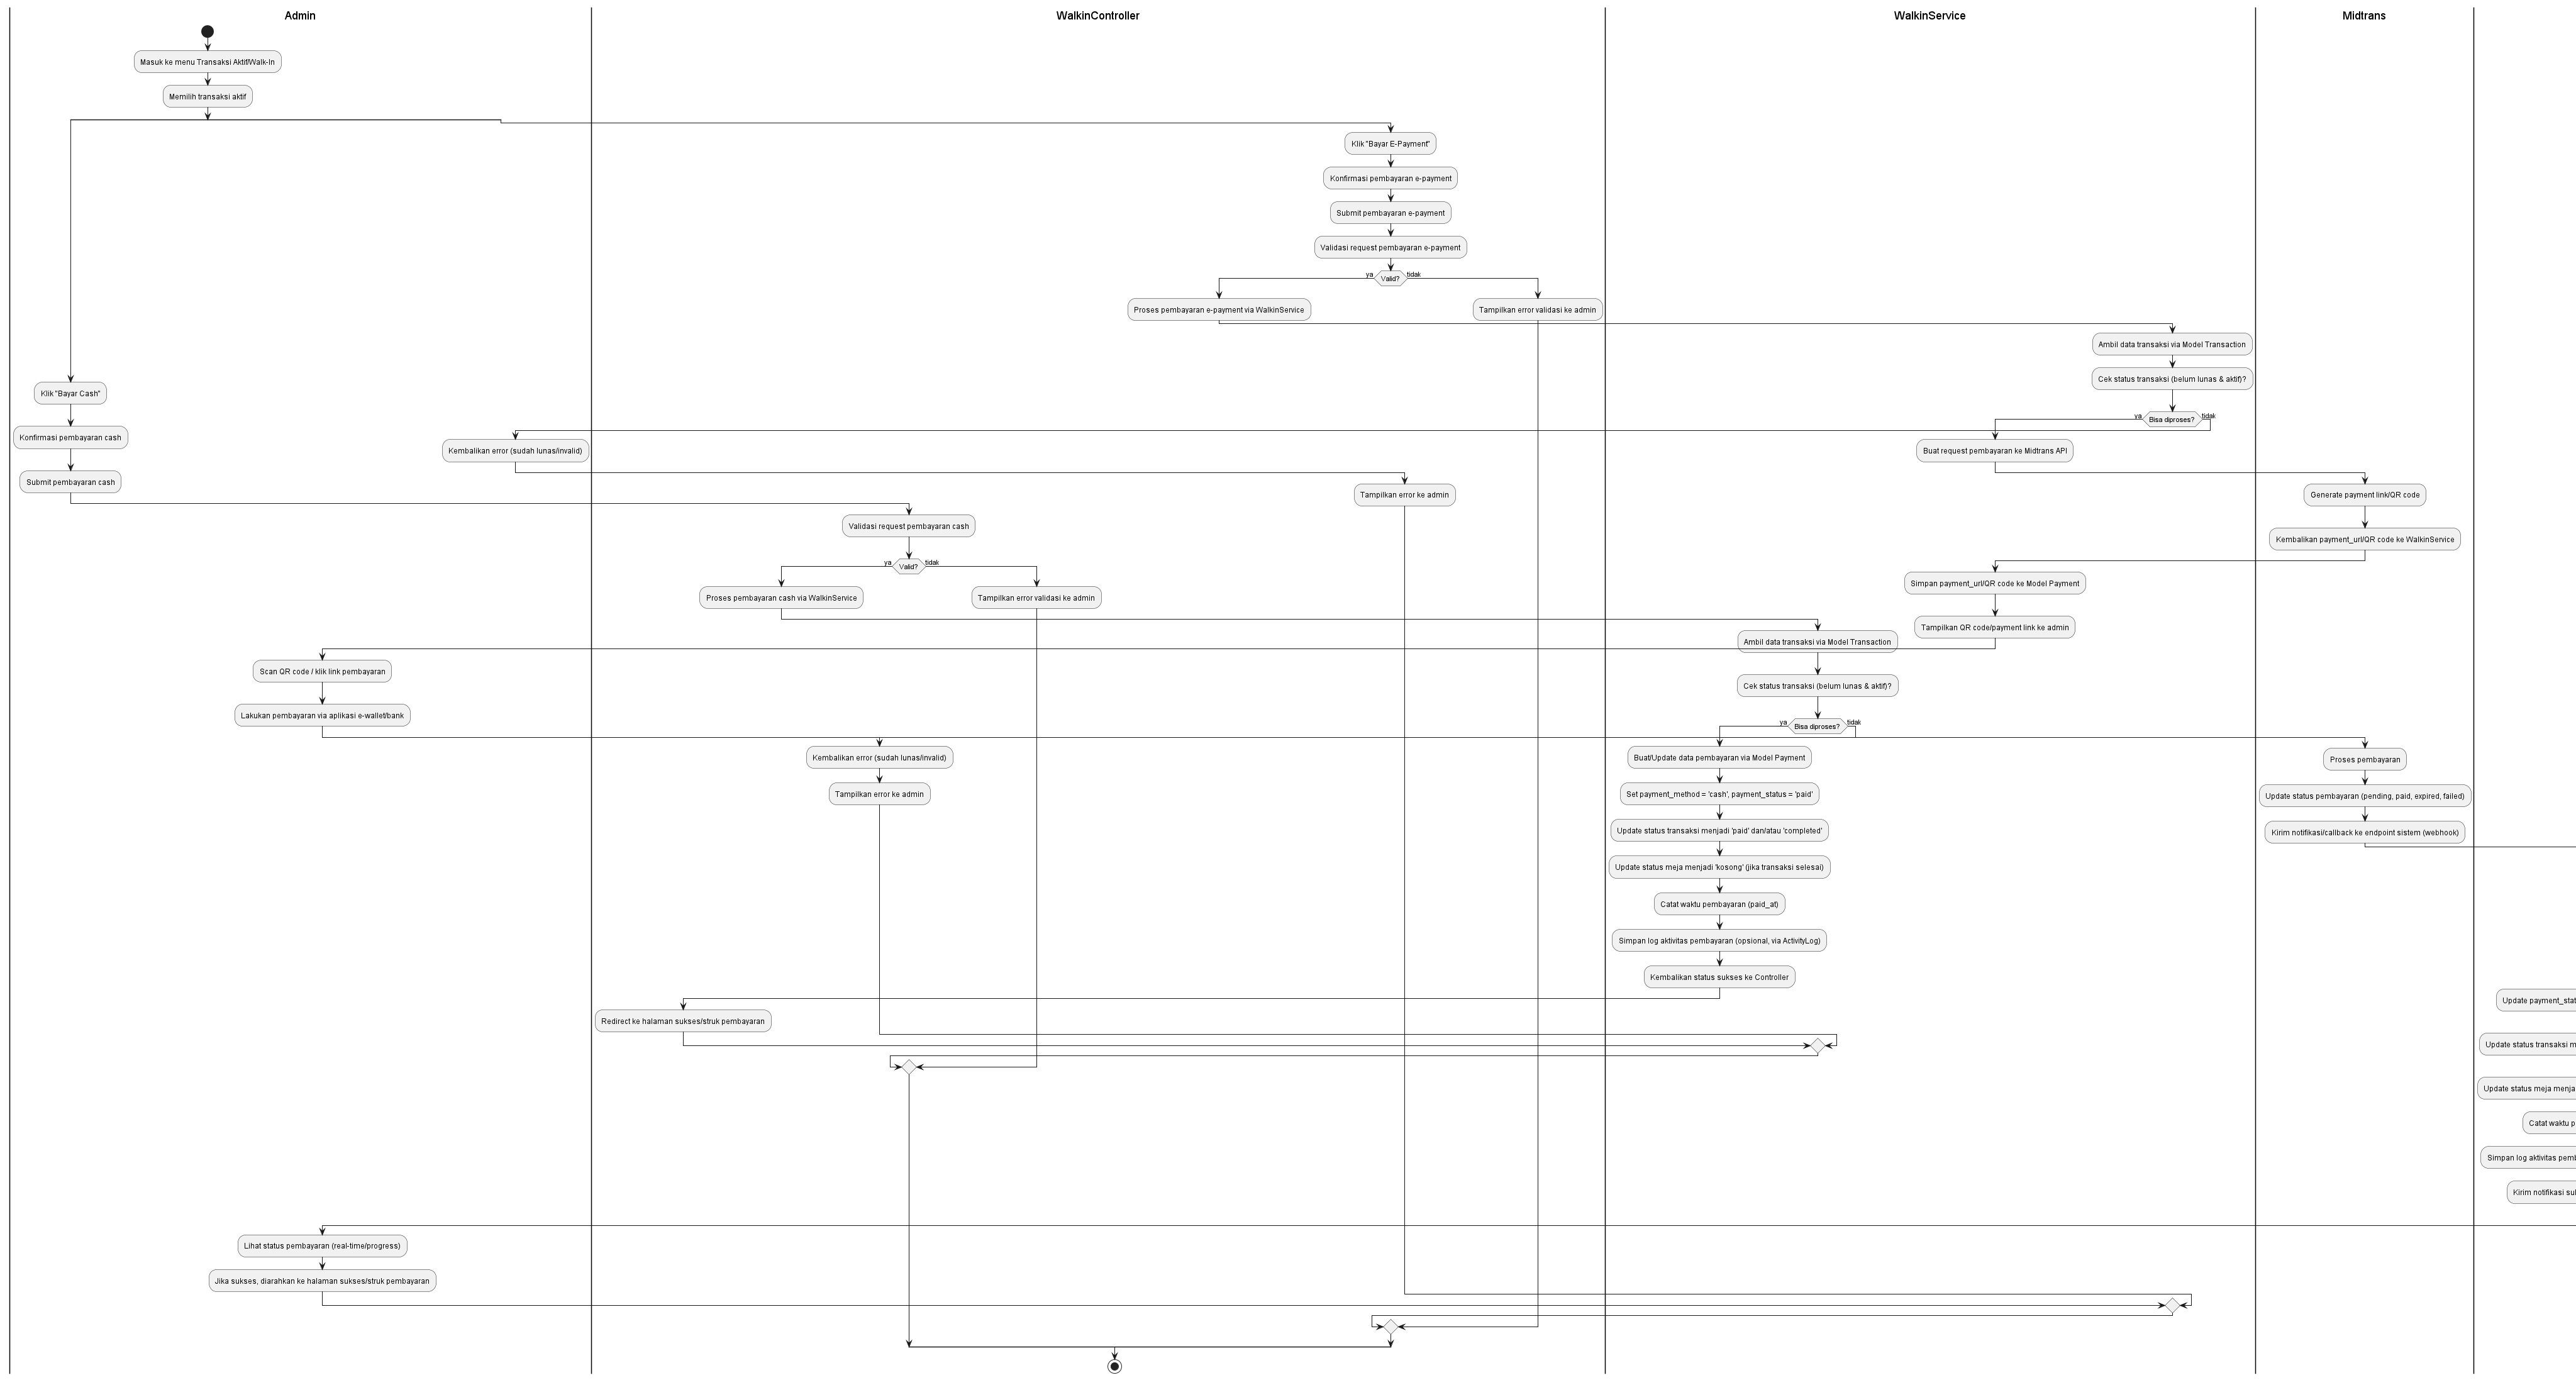 Admin
WalkinController
WalkinService
Midtrans
Masuk ke menu Transaksi Aktif/Walk-In
Memilih transaksi aktif
Klik "Bayar E-Payment"
Konfirmasi pembayaran e-payment
Submit pembayaran e-payment
Validasi request pembayaran e-payment
ya
Valid?
tidak
Proses pembayaran e-payment via WalkinService
Tampilkan error validasi ke admin
Ambil data transaksi via Model Transaction
Cek status transaksi (belum lunas & aktif)?
Klik "Bayar Cash"
ya
Bisa diproses?
tidak
Konfirmasi pembayaran cash
Kembalikan error (sudah lunas/invalid)
Buat request pembayaran ke Midtrans API
Submit pembayaran cash
Tampilkan error ke admin
Generate payment link/QR code
Validasi request pembayaran cash
Kembalikan payment_url/QR code ke WalkinService
ya
Valid?
tidak
Simpan payment_url/QR code ke Model Payment
Proses pembayaran cash via WalkinService
Tampilkan error validasi ke admin
Tampilkan QR code/payment link ke admin
Ambil data transaksi via Model Transaction
Scan QR code / klik link pembayaran
Cek status transaksi (belum lunas & aktif)?
Lakukan pembayaran via aplikasi e-wallet/bank
ya
Bisa diproses?
tidak
Kembalikan error (sudah lunas/invalid)
Buat/Update data pembayaran via Model Payment
Proses pembayaran
Tampilkan error ke admin
Set payment_method = 'cash', payment_status = 'paid'
Update status pembayaran (pending, paid, expired, failed)
Update status transaksi menjadi 'paid' dan/atau 'completed'
Kirim notifikasi/callback ke endpoint sistem (webhook)
Update status meja menjadi 'kosong' (jika transaksi selesai)
Catat waktu pembayaran (paid_at)
Simpan log aktivitas pembayaran (opsional, via ActivityLog)
Kembalikan status sukses ke Controller
Update payment_stat
Redirect ke halaman sukses/struk pembayaran
Update status transaksi m
Update status meja menja
Catat waktu p
Simpan log aktivitas pemb
Kirim notifikasi su
Lihat status pembayaran (real-time/progress)
Jika sukses, diarahkan ke halaman sukses/struk pembayaran